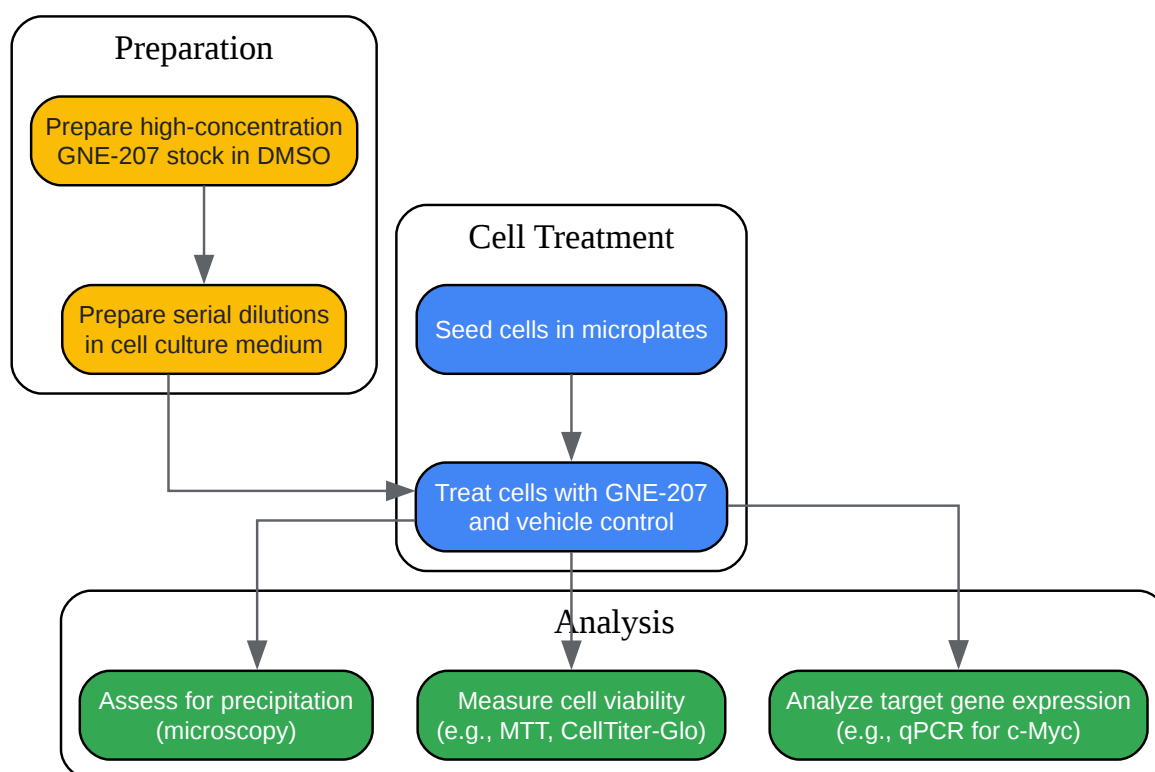 Preparation
Prepare high-concentration
GNE-207 stock in DMSO
Prepare serial dilutions
in cell culture medium
Cell Treatment
Seed cells in microplates
Treat cells with GNE-207
and vehicle control
Analysis
Assess for precipitation
(microscopy)
Measure cell viability
(e.g., MTT, CellTiter-Glo)
Analyze target gene expression
(e.g., qPCR for c-Myc)